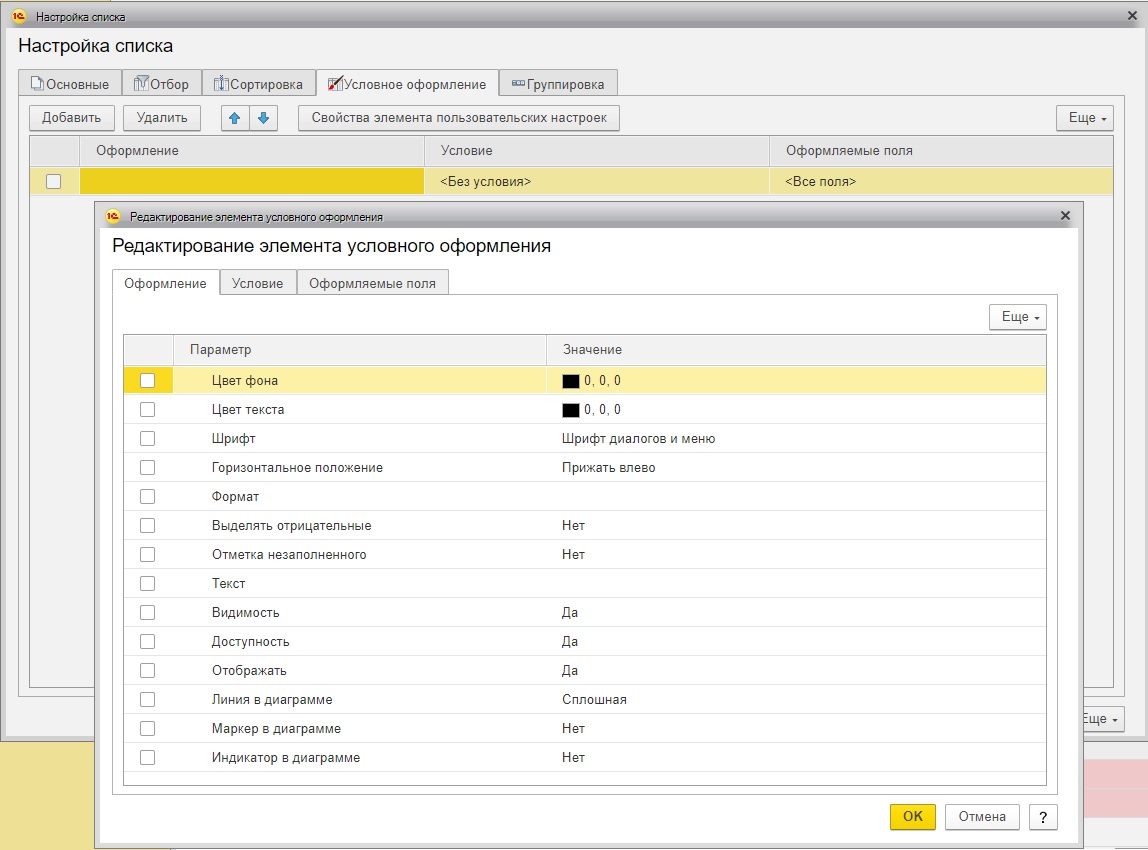 Настройка списка
Настройка списка
Основные Отбор Сортировка Условное оформление Группировка
Добавить Удалить Свойства элемента пользовательских настроек Еще
Оформление Условие Оформляемые поля
<Без условия> <Все поля>
Редактирование элемента условного оформления
Редактирование элемента условного оформления
Оформление Условие Оформляемые поля
Еще
Параметр Значение
Цвет фона 0, 0, 0
Цвет текста 0, 0, 0
Шрифт Шрифт диалогов и меню
Горизонтальное положение Прижать влево
Формат
Выделять отрицательные Нет
Отметка незаполненного Нет
Текст
Видимость Да
Доступность Да
Отображать Да
Линия в диаграмме Сплошная
Маркер в диаграмме Нет
Индикатор в диаграмме Нет
Еще
ОК Отмена ?